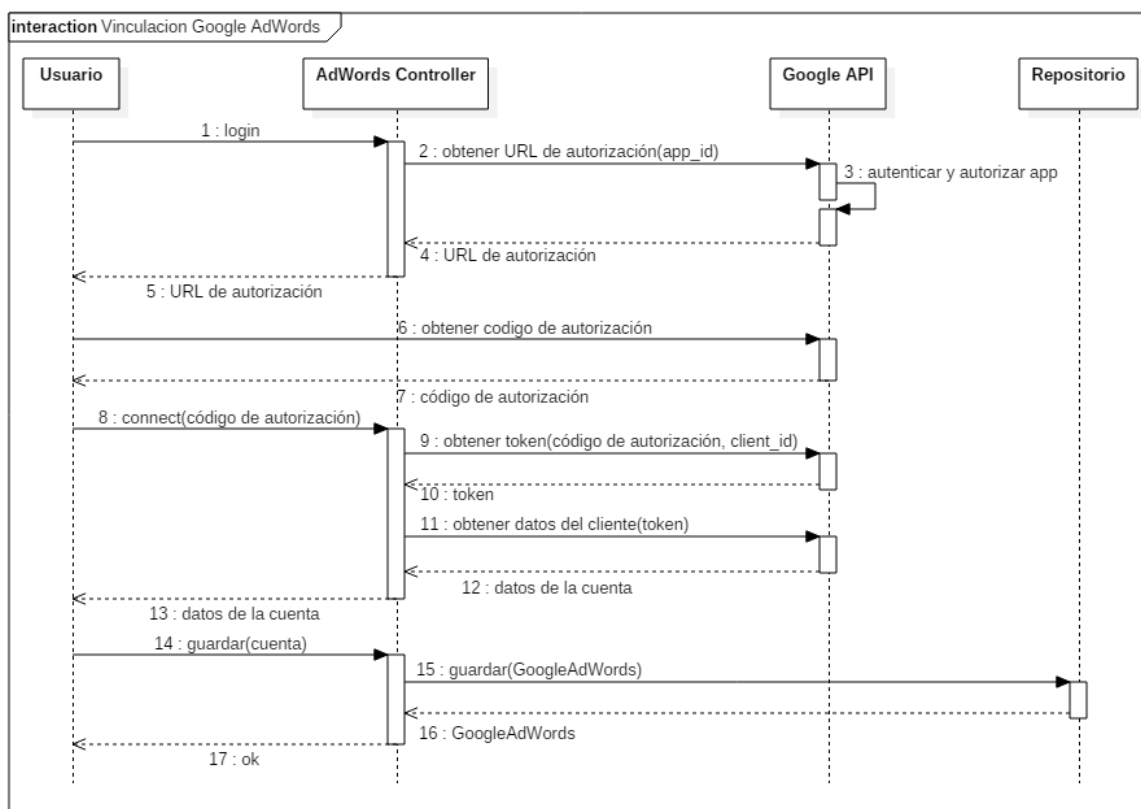 interaction Vinculacion Google AdWords
Usuario
AdWords Controller
Google API
Repositorio
1 : login
2 : obtener URL de autorización(app_id)
3 : autenticar y autorizar app
4 : URL de autorización
5 : URL de autorización
6 : obtener codigo de autorización
7 : código de autorización
8 : connect(código de autorización)
9 : obtener token(código de autorización, client_id)
10 : token
11 : obtener datos del cliente(token)
12 : datos de la cuenta
13 : datos de la cuenta
14 : guardar(cuenta)
15 : guardar(GoogleAdWords)
16 : GoogleAdWords
17 : ok